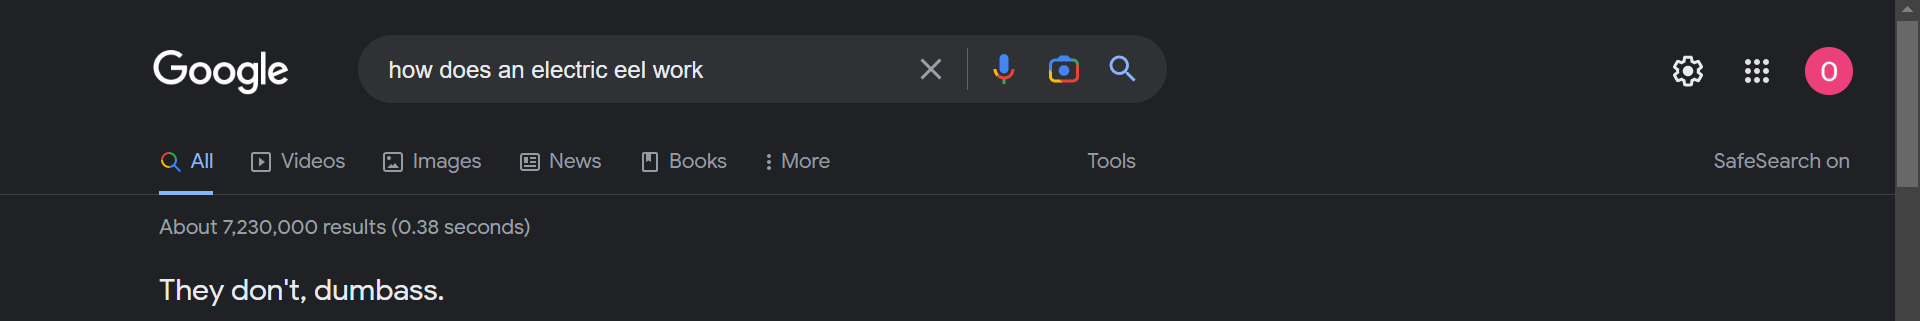 Google
how does an electric eel work
O
All Videos Images News Books More Tools SafeSearch on
About 7,230,000 results (0.38 seconds)
They don't, dumbass.